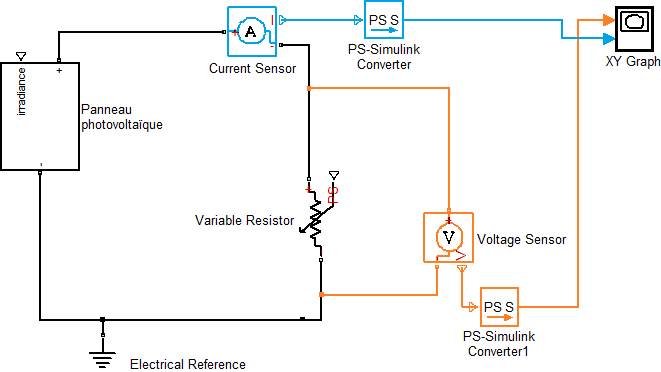 A
I
+
-
PS S
PS-Simulink
Converter
XY Graph
Current Sensor
irradiance
+
-
Panneau
photovoltaïque
+
PS
Variable Resistor
+
V
V
-
Voltage Sensor
PS S
PS-Simulink
Converter1
Electrical Reference